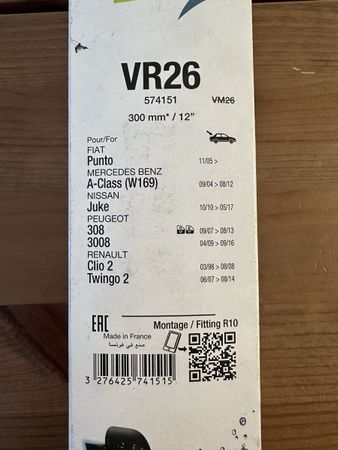 VR26
574151 VM26
300 mm* / 12"
Pour/For
FIAT
Punto 11/05 >
MERCEDES BENZ
A-Class (W169) 09/04 > 08/12
NISSAN
Juke 10/10 > 05/17
PEUGEOT
308 09/07 > 08/13
3008 04/09 > 09/16
RENAULT
Clio 2 03/98 > 08/08
Twingo 2 06/07 > 08/14
EAC Montage / Fitting R10
Made in France
صنع في فرنسا
3 276425 741515